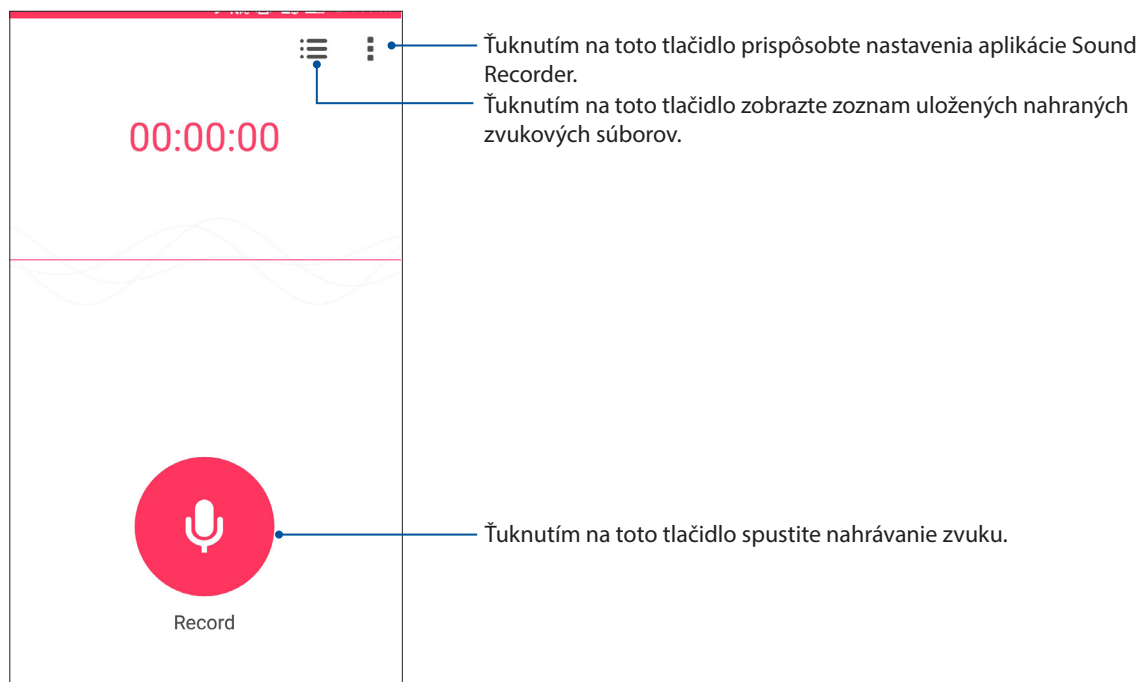 Ťuknutím na toto tlačidlo prispôsobte nastavenia aplikácie Sound
Recorder.
Ťuknutím na toto tlačidlo zobrazte zoznam uložených nahraných
zvukových súborov.
00:00:00
Ťuknutím na toto tlačidlo spustite nahrávanie zvuku.
Record